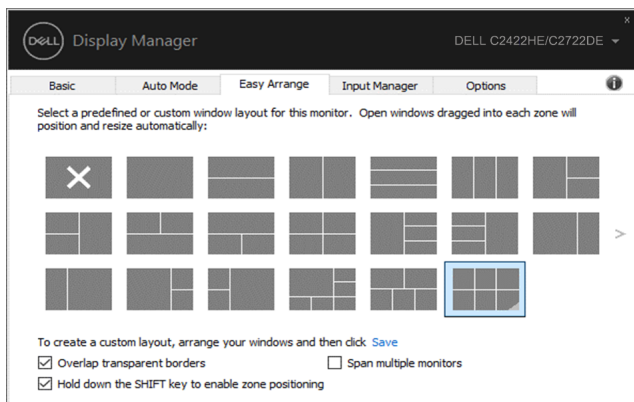 x
DELL Display Manager DELL C2422HE/C2722DE
Basic Auto Mode Easy Arrange Input Manager Options i
Select a predefined or custom window layout for this monitor. Open windows dragged into each zone will
position and resize automatically:
>
To create a custom layout, arrange your windows and then click Save
Overlap transparent borders Span multiple monitors
Hold down the SHIFT key to enable zone positioning